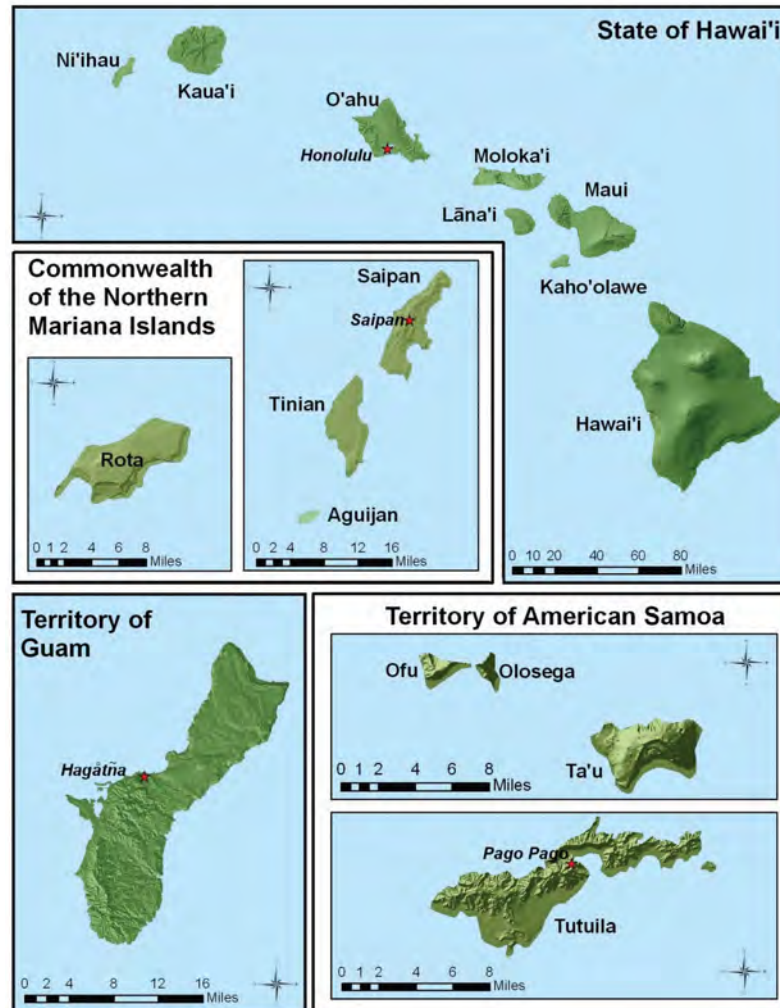 State of Hawai'i
Ni'ihau
Kaua'i
O'ahu
Honolulu
Moloka'i
Maui
Lāna'i
Kaho'olawe
Hawai'i
0 10 20 40 60 80
Miles
Commonwealth
of the Northern
Mariana Islands
Rota
0 1 2 4 6 8
Miles
Saipan
Saipan
Tinian
Aguijan
0 1 2 4 8 12 16
Miles
Territory of
Guam
Hagåtña
0 2 4 8 12 16
Miles
Territory of American Samoa
Ofu
Olosega
Ta'u
0 1 2 4 6 8
Miles
Pago Pago
Tutuila
0 1 2 4 6 8
Miles